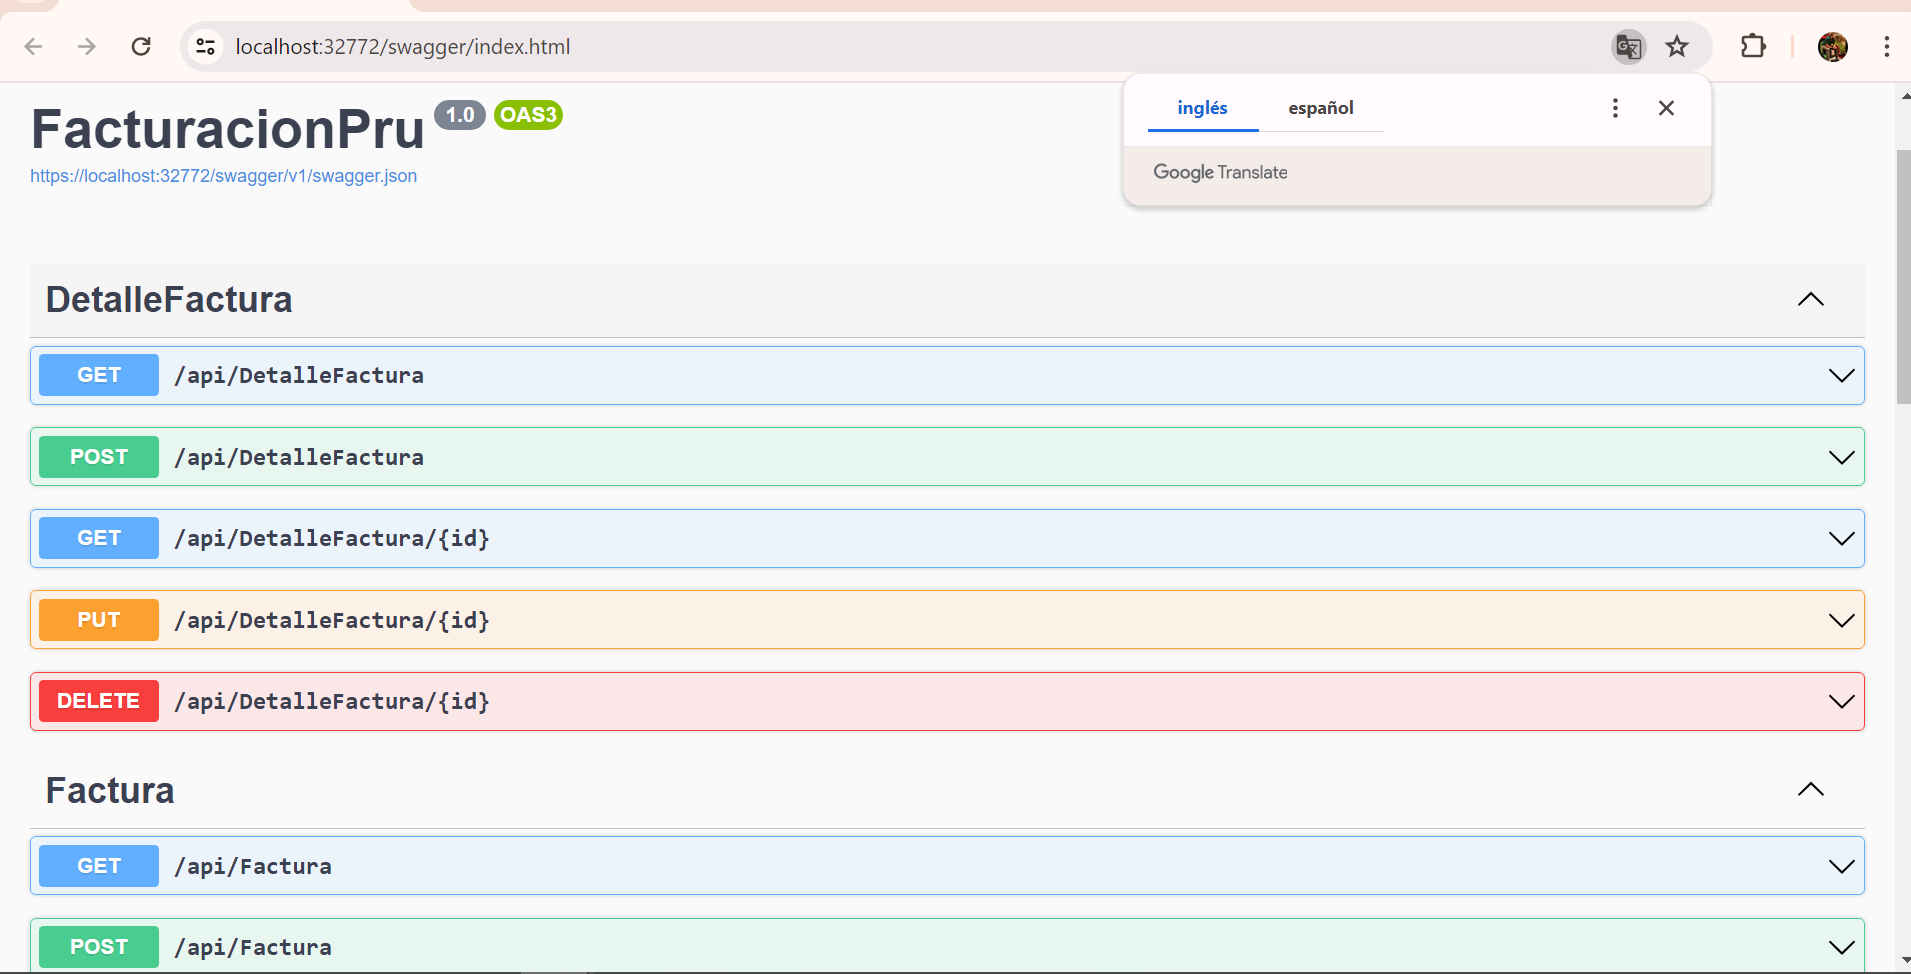 localhost:32772/swagger/index.html
inglés español
Google Translate
FacturacionPru 1.0 OAS3
https://localhost:32772/swagger/v1/swagger.json
DetalleFactura
GET /api/DetalleFactura
POST /api/DetalleFactura
GET /api/DetalleFactura/{id}
PUT /api/DetalleFactura/{id}
DELETE /api/DetalleFactura/{id}
Factura
GET /api/Factura
POST /api/Factura